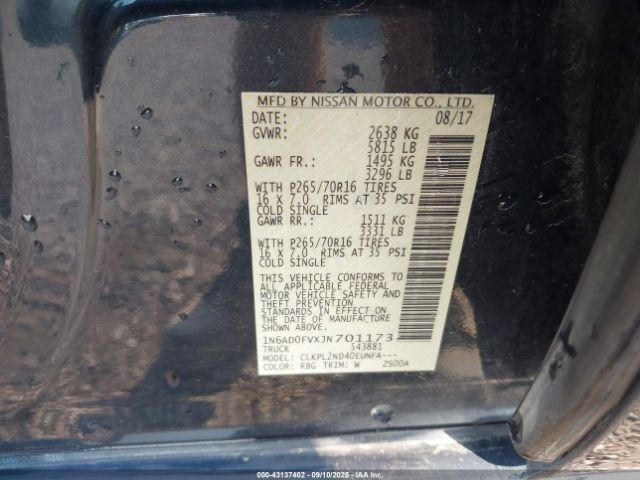 MFD BY NISSAN MOTOR CO., LTD.
DATE: 08/17
GVWR: 2638 KG
5815 LB
GAWR FR.: 1495 KG
3296 LB
WITH P265/70R16 TIRES
16 X 7.0 RIMS AT 35 PSI
COLD SINGLE
GAWR RR.: 1511 KG
3331 LB
WITH P265/70R16 TIRES
16 X 7.0 RIMS AT 35 PSI
COLD SINGLE
THIS VEHICLE CONFORMS TO
ALL APPLICABLE FEDERAL
MOTOR VEHICLE SAFETY AND
THEFT PREVENTION
STANDARDS IN EFFECT ON
THE DATE OF MANUFACTURE
SHOWN ABOVE.
1N6AD0FVXJN701173
TRUCK 543881
MODEL: CLKPL2ND40EUNFA---
COLOR: RBG TRIM: W ZS00A
000-43137402 - 09/10/2025 - IAAI, INC.